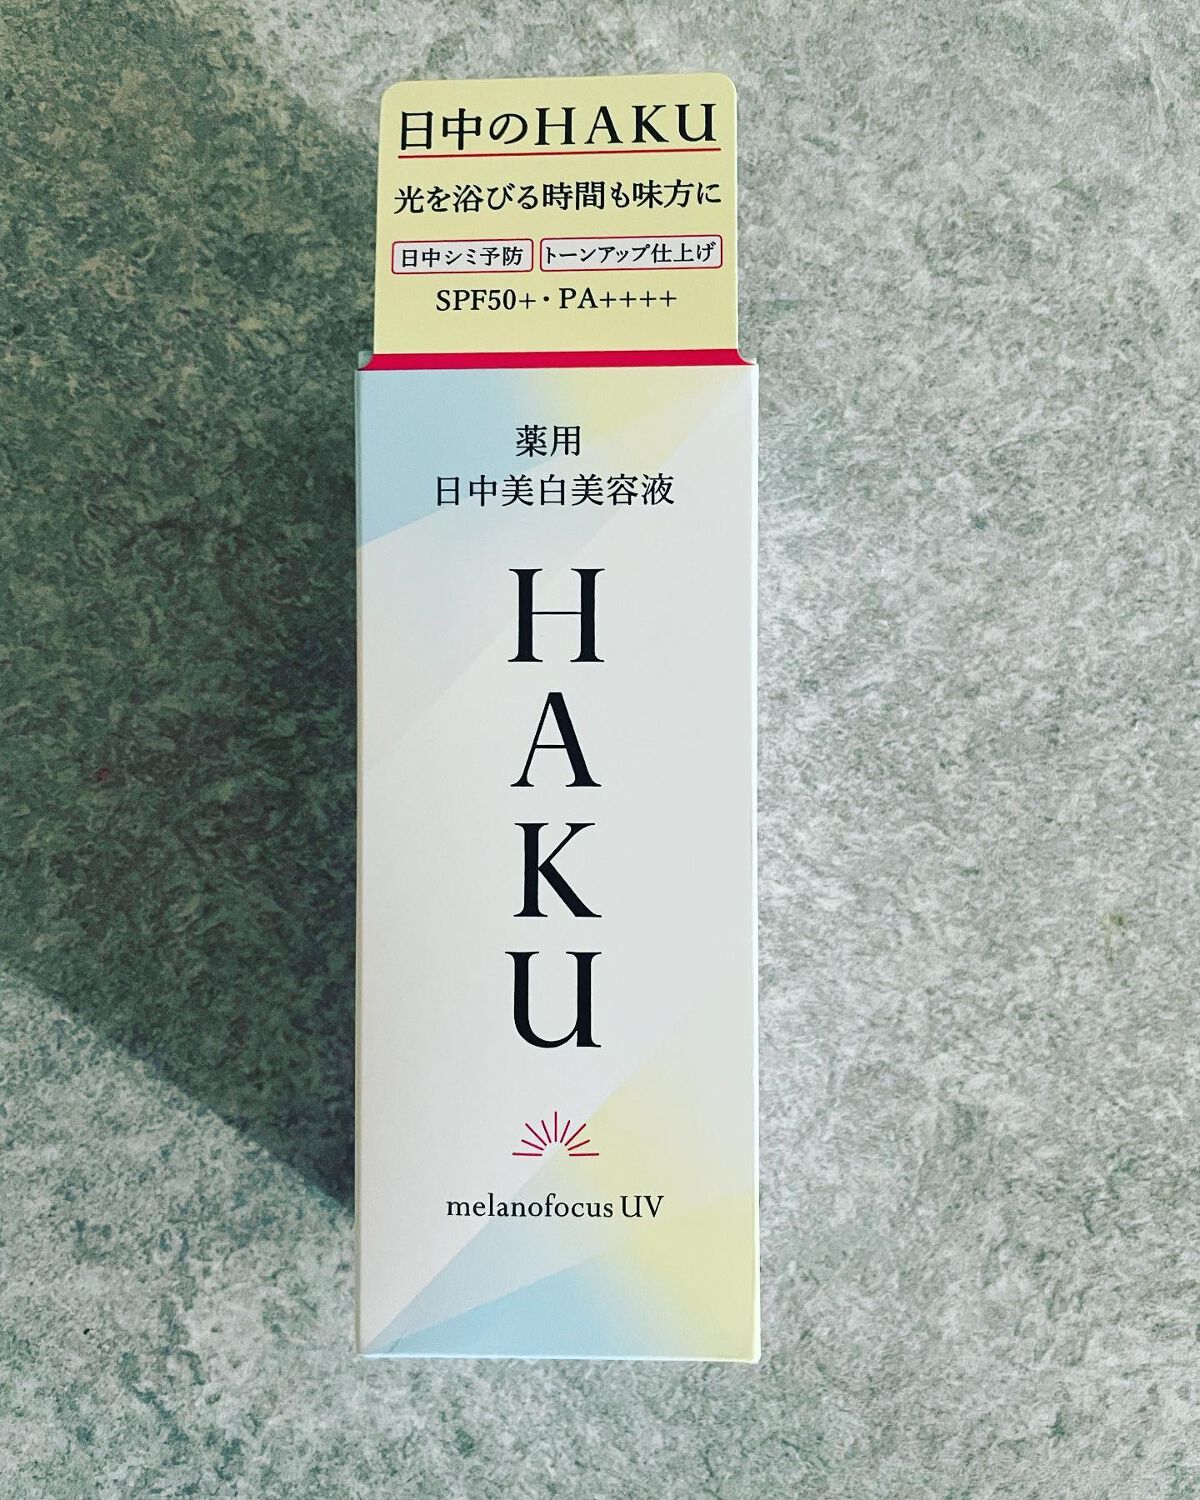 日中のHAKU
光を浴びる時間も味方に
日中シミ予防 トーンアップ仕上げ
SPF50+・PA++++
薬用
日中美白美容液
HAKU
melanofocus UV